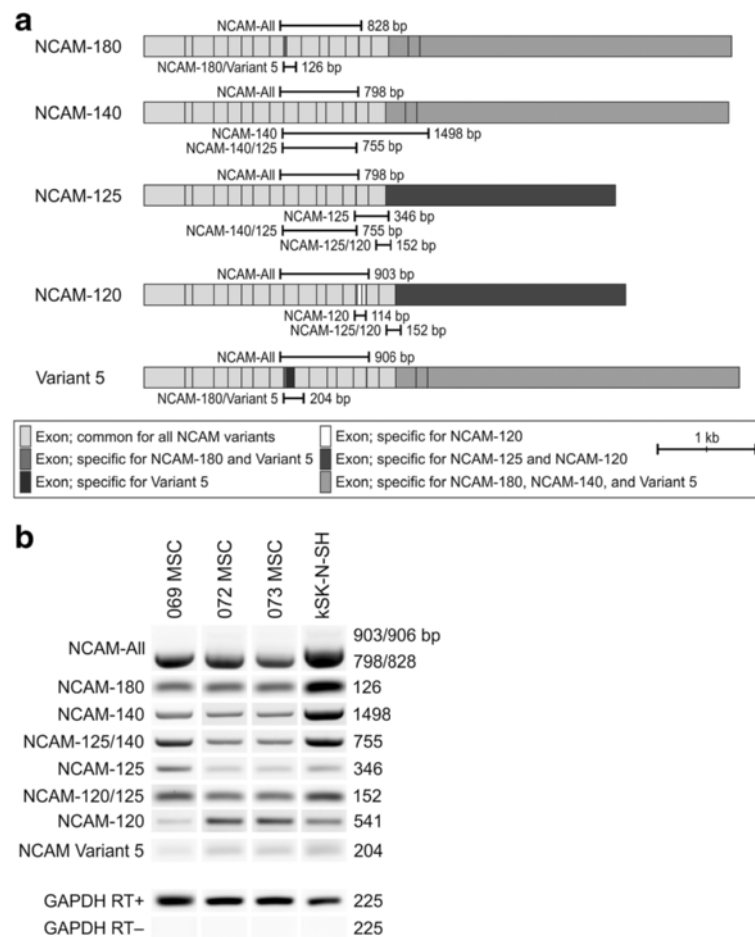 a
NCAM-All 828 bp
NCAM-180
NCAM-180/Variant 5 126 bp
NCAM-All 798 bp
NCAM-140
NCAM-140 1498 bp
NCAM-140/125 755 bp
NCAM-All 798 bp
NCAM-125
NCAM-125 346 bp
NCAM-140/125 755 bp
NCAM-125/120 152 bp
NCAM-All 903 bp
NCAM-120
NCAM-120 114 bp
NCAM-125/120 152 bp
NCAM-All 906 bp
Variant 5
NCAM-180/Variant 5 204 bp
Exon; common for all NCAM variants
Exon; specific for NCAM-180 and Variant 5
Exon; specific for Variant 5
Exon; specific for NCAM-120
Exon; specific for NCAM-125 and NCAM-120
Exon; specific for NCAM-180, NCAM-140, and Variant 5
1 kb
b
069 MSC
072 MSC
073 MSC
kSK-N-SH
903/906 bp
NCAM-All 798/828
NCAM-180 126
NCAM-140 1498
NCAM-125/140 755
NCAM-125 346
NCAM-120/125 152
NCAM-120 541
NCAM Variant 5 204
GAPDH RT+ 225
GAPDH RT− 225